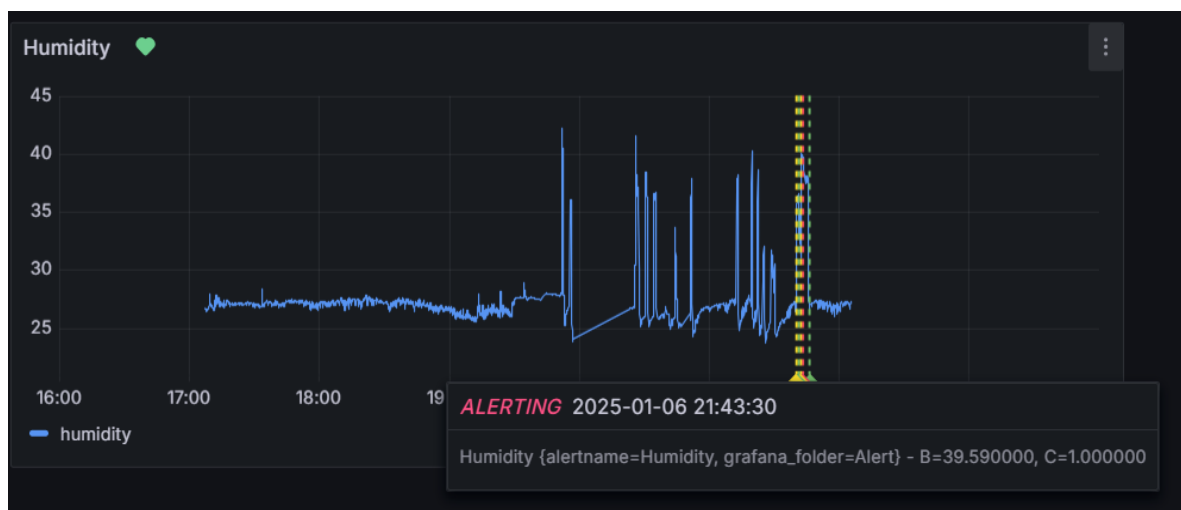 Humidity
45
40
35
30
25
16:00 17:00 18:00 19
humidity
ALERTING 2025-01-06 21:43:30
Humidity {alertname=Humidity, grafana_folder=Alert} - B=39.590000, C=1.000000